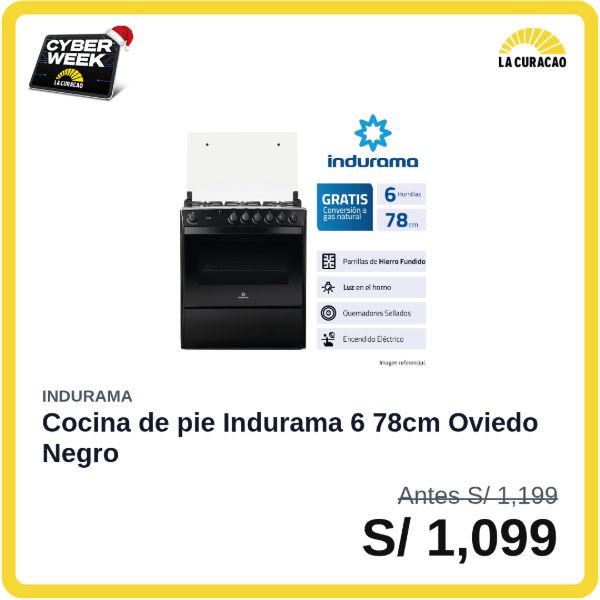 CYBER
WEEK
LA CURACAO
LA CURACAO
indurama
GRATIS
Conversión a
gas natural
6 Hornillas
78 cm
Parrillas de Hierro Fundido
Luz en el horno
Quemadores Sellados
Encendido Eléctrico
Imagen referencial.
indurama
INDURAMA
Cocina de pie Indurama 6 78cm Oviedo
Negro
Antes S/ 1,199
S/ 1,099